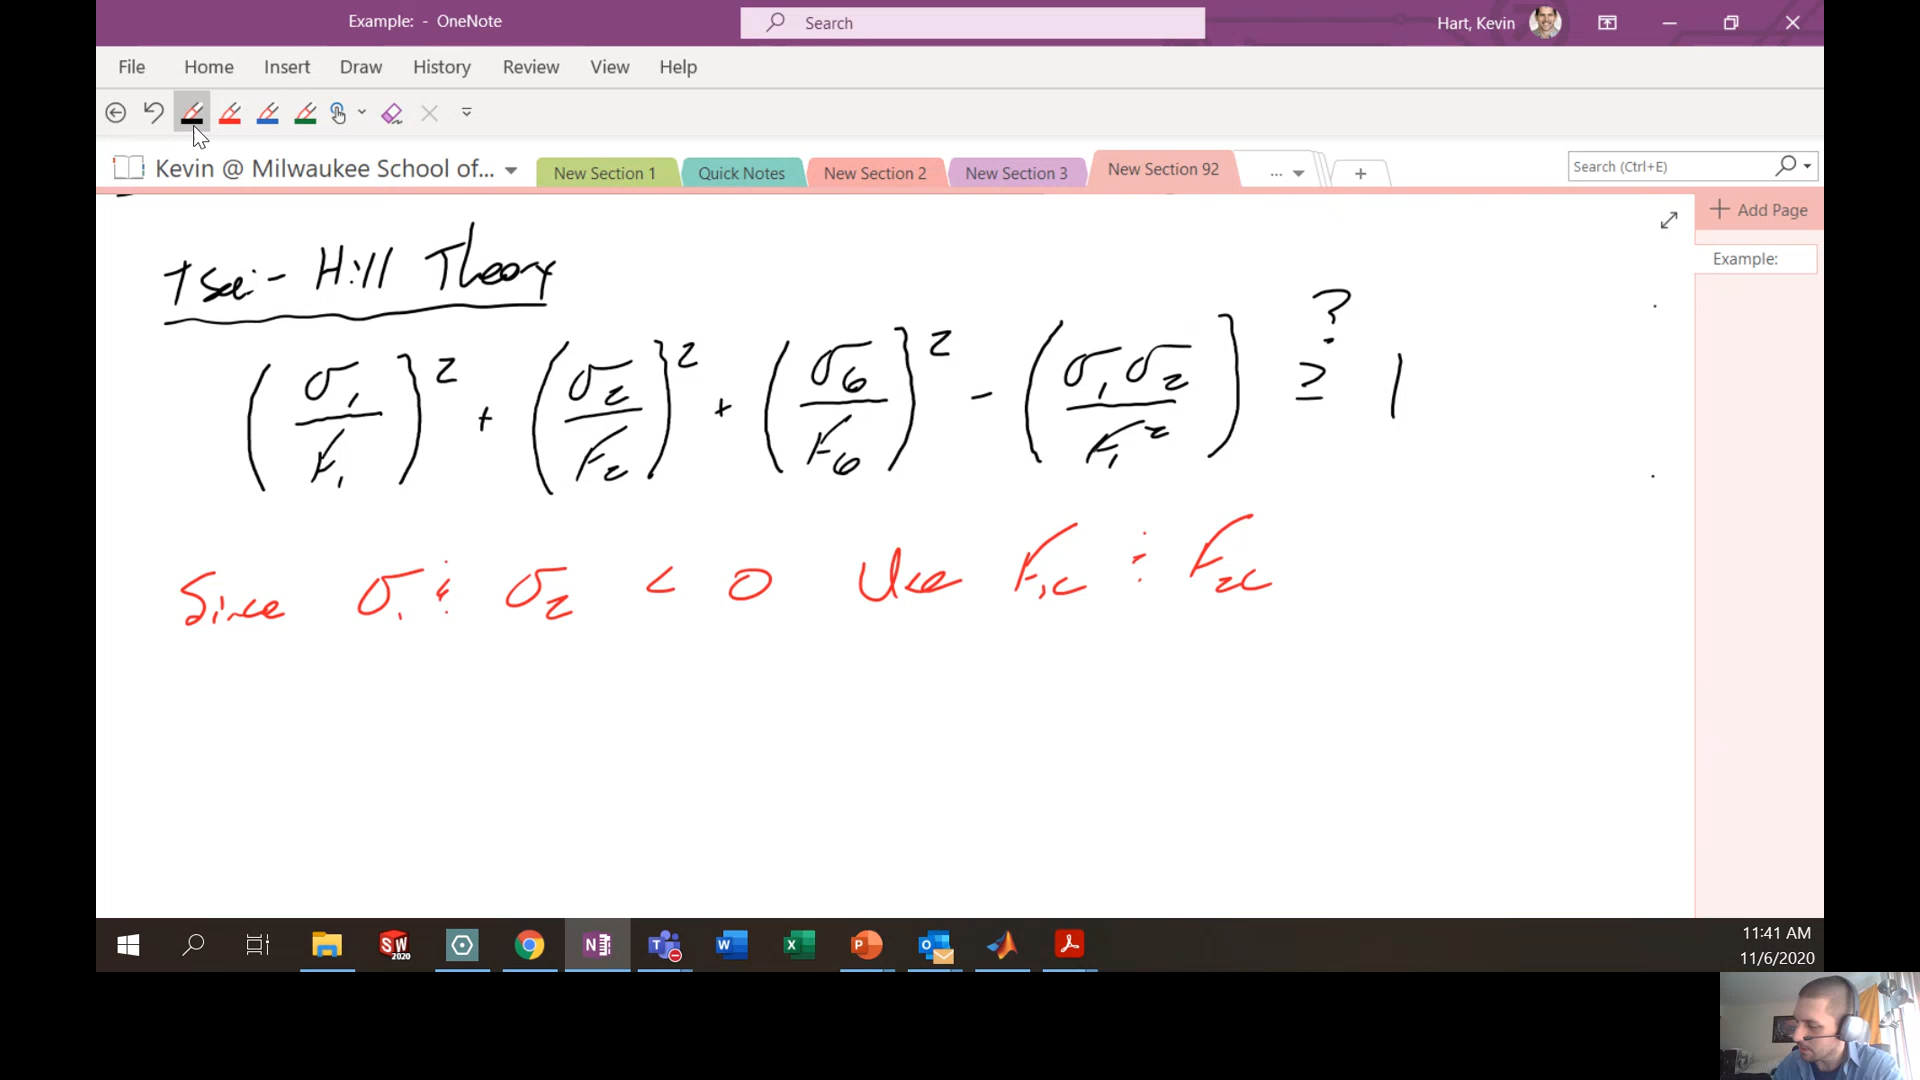 Example: - OneNote
Search
Hart, Kevin
File Home Insert Draw History Review View Help
Kevin @ Milwaukee School of...
New Section 1 Quick Notes New Section 2 New Section 3 New Section 92 ... +
Search (Ctrl+E)
Add Page
Example:
Tsai-Hill Theory
(σ₁/F₁)² + (σ₂/F₂)² + (σ₆/F₆)² - (σ₁σ₂/F₁²) ≥? 1
Since σ₁ & σ₂ < 0 Use F₁c & F₂c
SW 2020 N T W X P O
11:41 AM
11/6/2020